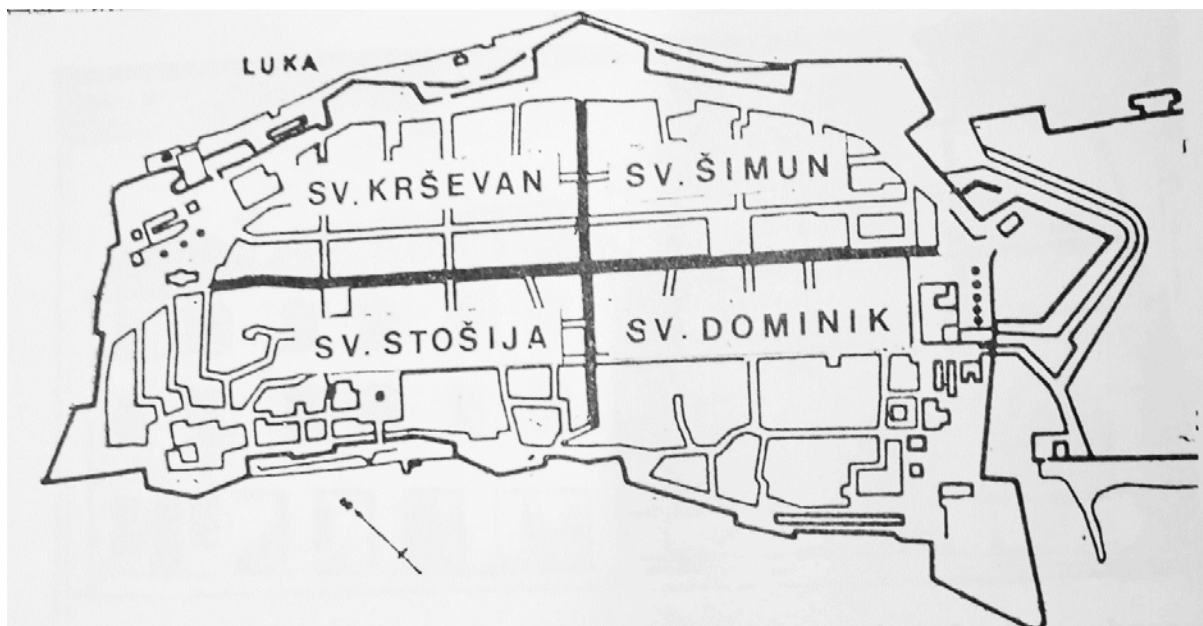 LUKA
SV. KRŠEVAN
SV. ŠIMUN
SV. STOŠIJA
SV. DOMINIK